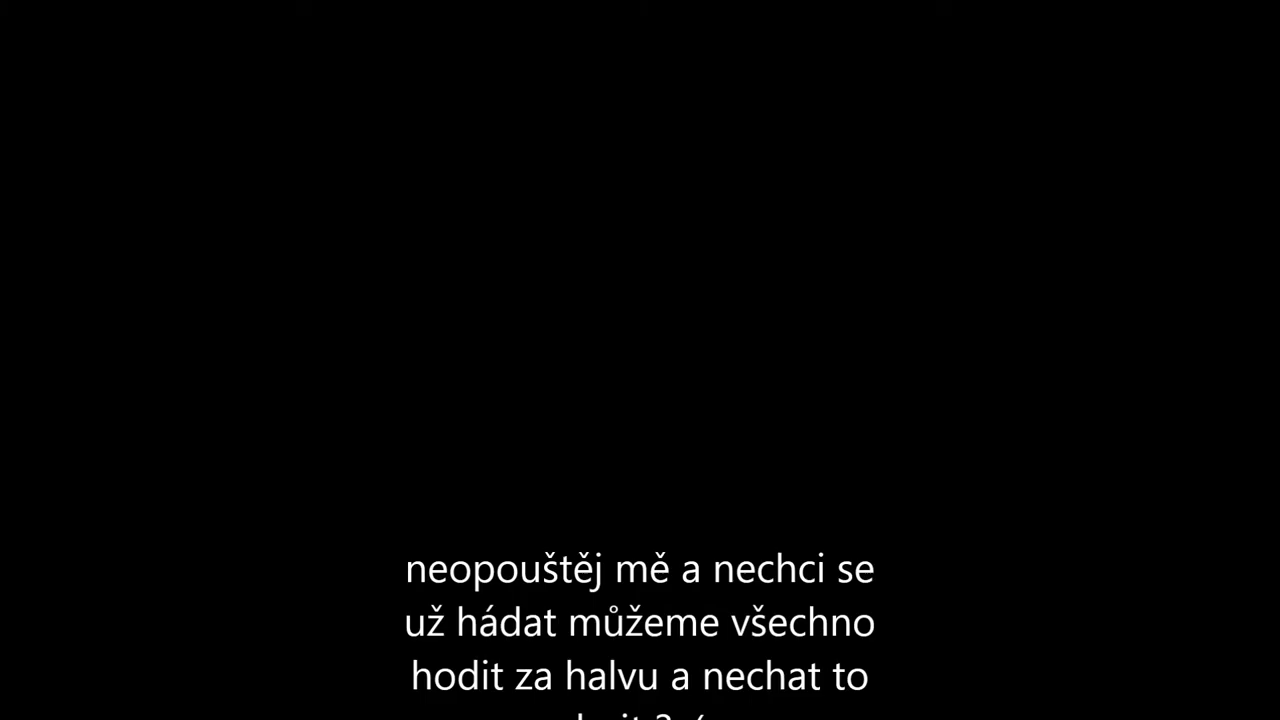 neopouštěj mě a nechci se
už hádat můžeme všechno
hodit za halvu a nechat to